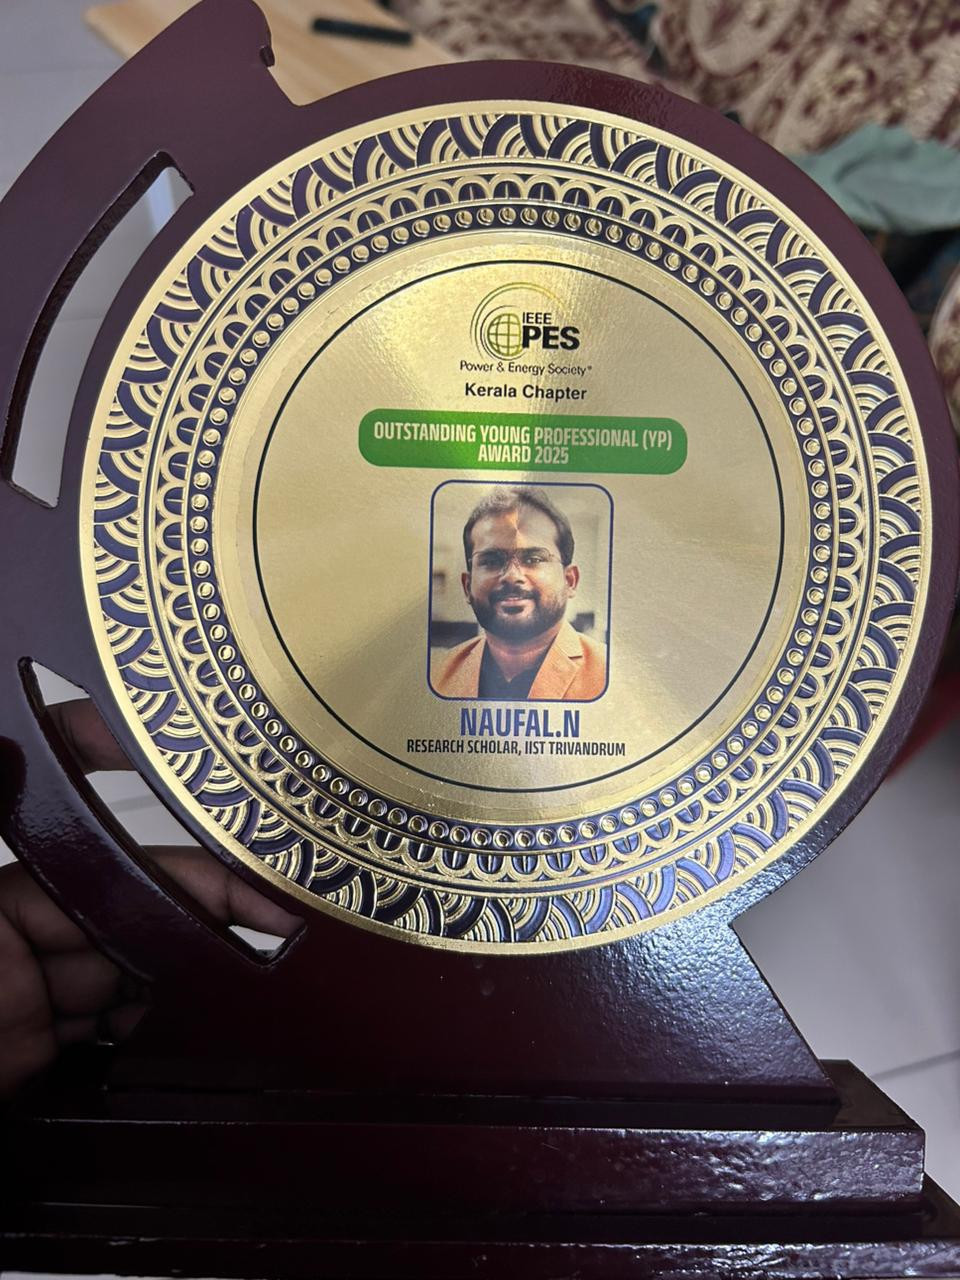 IEEE
PES
Power & Energy Society®
Kerala Chapter
OUTSTANDING YOUNG PROFESSIONAL (YP)
AWARD 2025
NAUFAL.N
RESEARCH SCHOLAR, IIST TRIVANDRUM